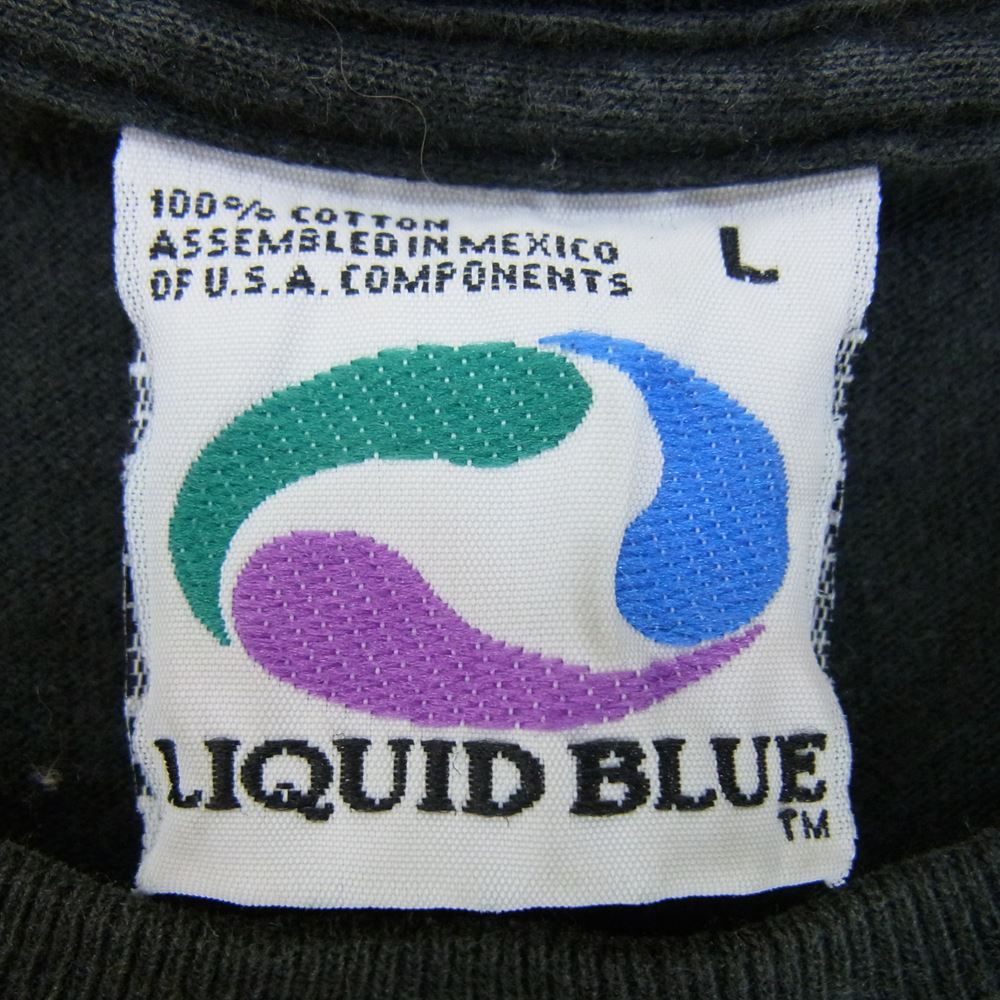 100% COTTON
ASSEMBLED IN MEXICO
OF U.S.A. COMPONENTS
L
LIQUID BLUE
TM